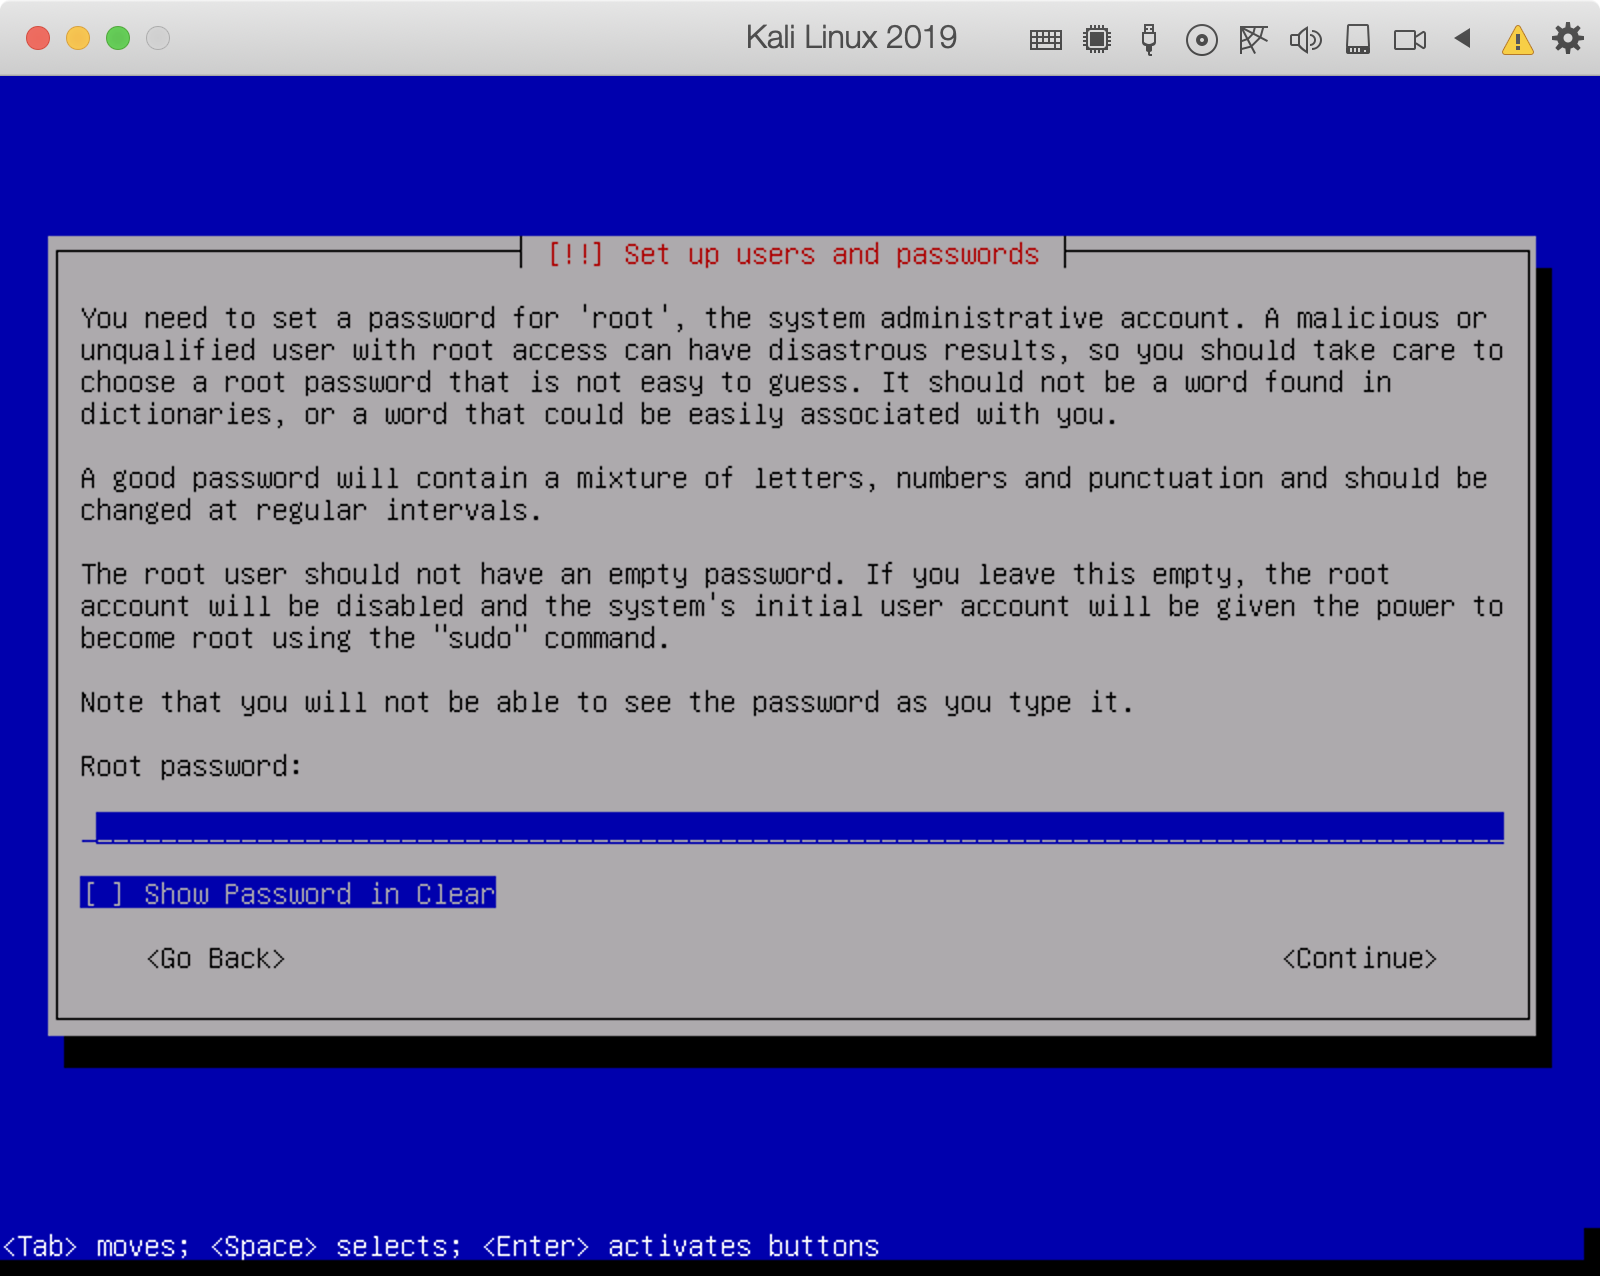 Kali Linux 2019
[!!] Set up users and passwords
You need to set a password for 'root', the system administrative account. A malicious or
unqualified user with root access can have disastrous results, so you should take care to
choose a root password that is not easy to guess. It should not be a word found in
dictionaries, or a word that could be easily associated with you.
A good password will contain a mixture of letters, numbers and punctuation and should be
changed at regular intervals.
The root user should not have an empty password. If you leave this empty, the root
account will be disabled and the system's initial user account will be given the power to
become root using the "sudo" command.
Note that you will not be able to see the password as you type it.
Root password:
[ ] Show Password in Clear
<Go Back> <Continue>
<Tab> moves; <Space> selects; <Enter> activates buttons